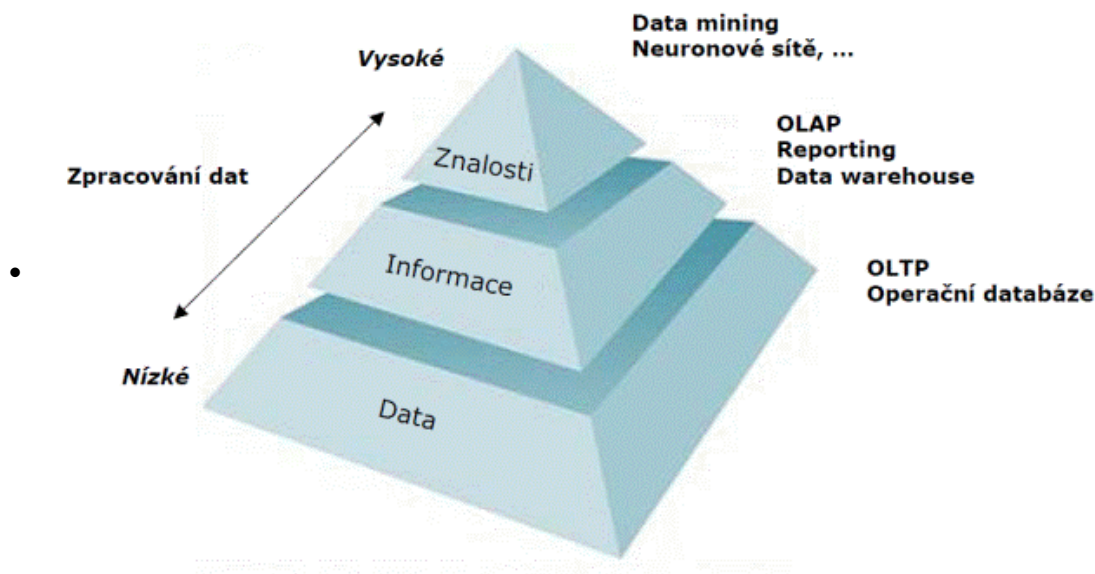 Data mining
Neuronové sítě, ...
Vysoké
OLAP
Reporting
Data warehouse
Znalosti
Zpracování dat
Informace
OLTP
Operační databáze
Nízké
Data